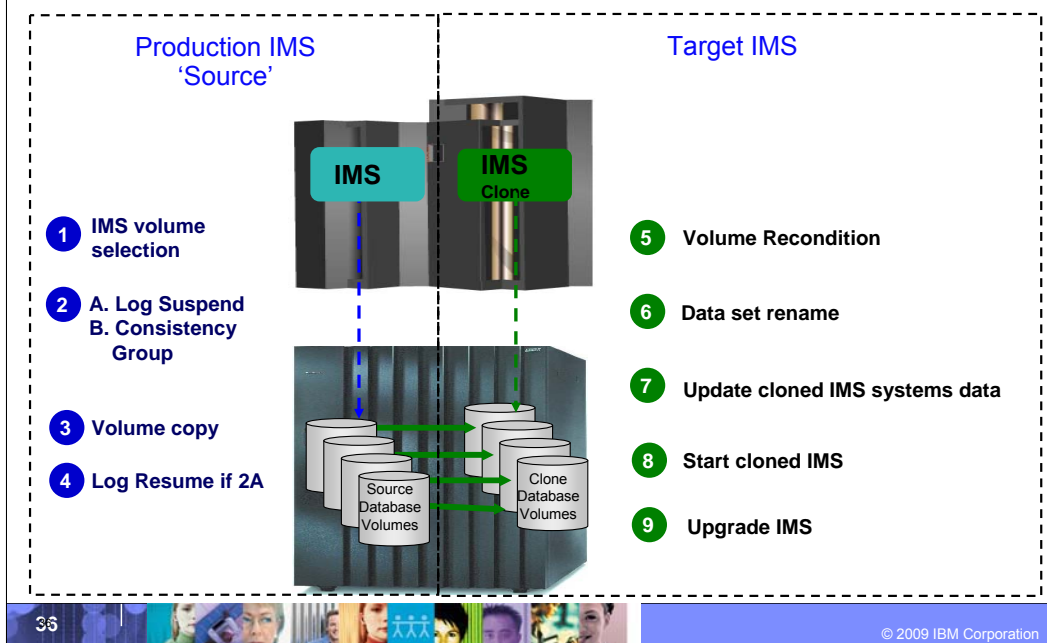 Production IMS
'Source'
Target IMS
IMS
IMS
Clone
1 IMS volume
selection
2 A. Log Suspend
B. Consistency
Group
3 Volume copy
4 Log Resume if 2A
Source
Database
Volumes
Clone
Database
Volumes
5 Volume Recondition
6 Data set rename
7 Update cloned IMS systems data
8 Start cloned IMS
9 Upgrade IMS
36
© 2009 IBM Corporation